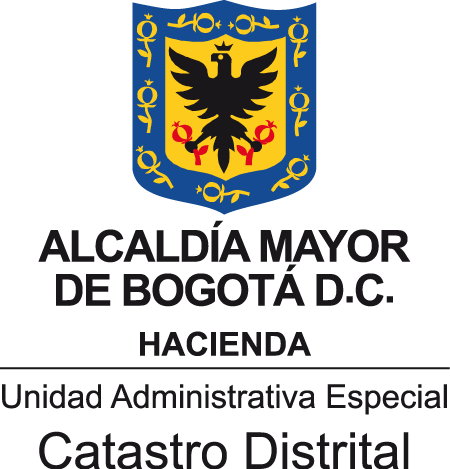 ALCALDÍA MAYOR
DE BOGOTÁ D.C.
HACIENDA
Unidad Administrativa Especial
Catastro Distrital